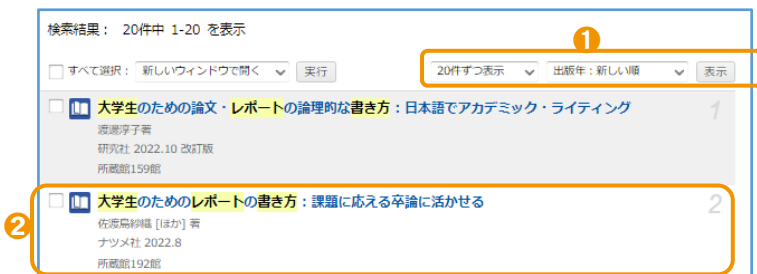 検索結果： 20件中 1-20 を表示
1
すべて選択： 新しいウィンドウで開く 実行 20件ずつ表示 出版年：新しい順 表示
大学生のための論文・レポートの論理的な書き方：日本語でアカデミック・ライティング 1
渡邊淳子著
研究社 2022.10 改訂版
所蔵館159館
2
大学生のためのレポートの書き方：課題に応える卒論に活かせる 2
佐渡島紗織 [ほか] 著
ナツメ社 2022.8
所蔵館192館